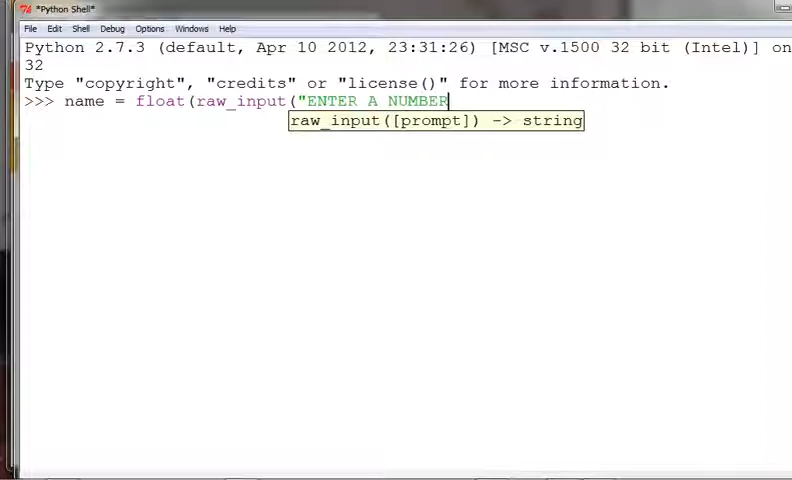 *Python Shell*
File Edit Shell Debug Options Windows Help
Python 2.7.3 (default, Apr 10 2012, 23:31:26) [MSC v.1500 32 bit (Intel)] on
32
Type "copyright", "credits" or "license()" for more information.
>>> name = float(raw_input("ENTER A NUMBER
raw_input([prompt]) -> string